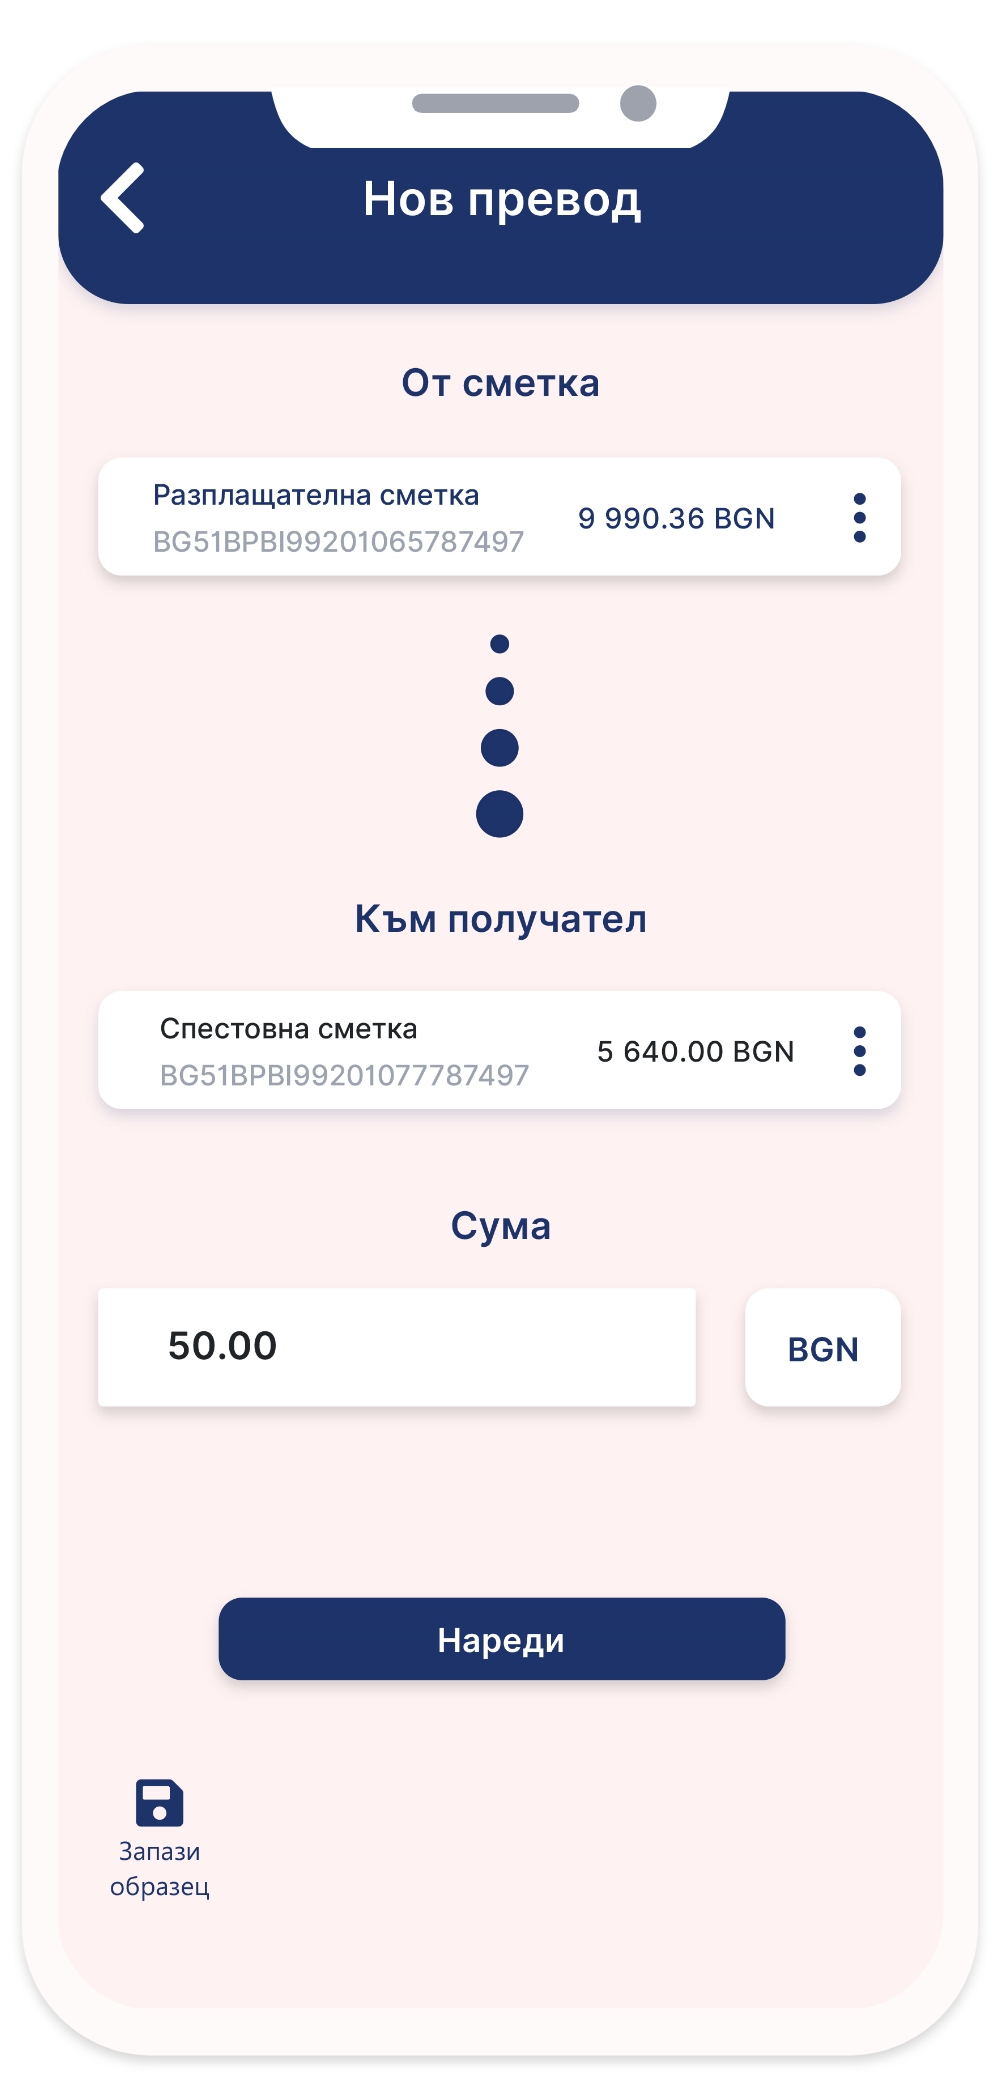 Нов превод
От сметка
Разплащателна сметка
BG51BPBI99201065787497
9 990.36 BGN
Към получател
Спестовна сметка
BG51BPBI99201077787497
5 640.00 BGN
Сума
50.00
BGN
Нареди
Запази
образец